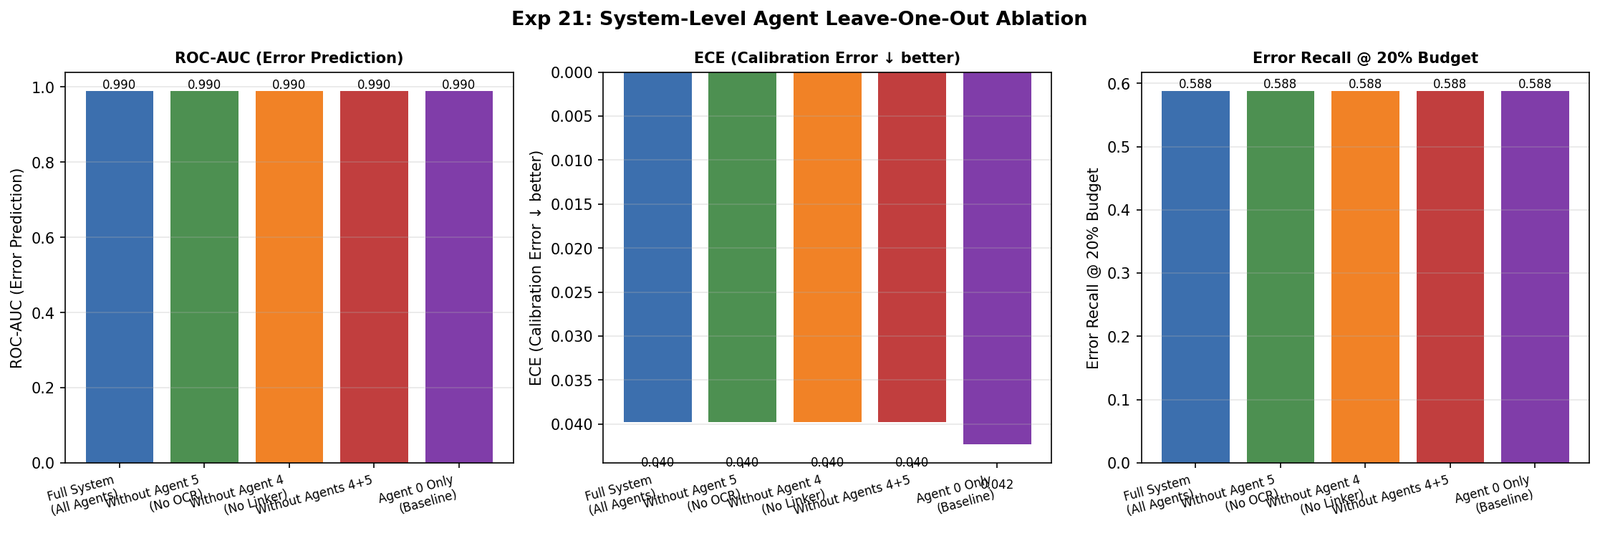 Exp 21: System-Level Agent Leave-One-Out Ablation
ROC-AUC (Error Prediction)
ROC-AUC (Error Prediction)
1.0
0.8
0.6
0.4
0.2
0.0
0.990
0.990
0.990
0.990
0.990
Full System
(All Agents)
Without Agent 5
(No OCR)
Without Agent 4
(No Linker)
Without Agents 4+5
Agent 0 Only
(Baseline)
ECE (Calibration Error ↓ better)
ECE (Calibration Error ↓ better)
0.000
0.005
0.010
0.015
0.020
0.025
0.030
0.035
0.040
0.040
0.040
0.040
0.040
0.042
Full System
(All Agents)
Without Agent 5
(No OCR)
Without Agent 4
(No Linker)
Without Agents 4+5
Agent 0 Only
(Baseline)
Error Recall @ 20% Budget
Error Recall @ 20% Budget
0.6
0.5
0.4
0.3
0.2
0.1
0.0
0.588
0.588
0.588
0.588
0.588
Full System
(All Agents)
Without Agent 5
(No OCR)
Without Agent 4
(No Linker)
Without Agents 4+5
Agent 0 Only
(Baseline)